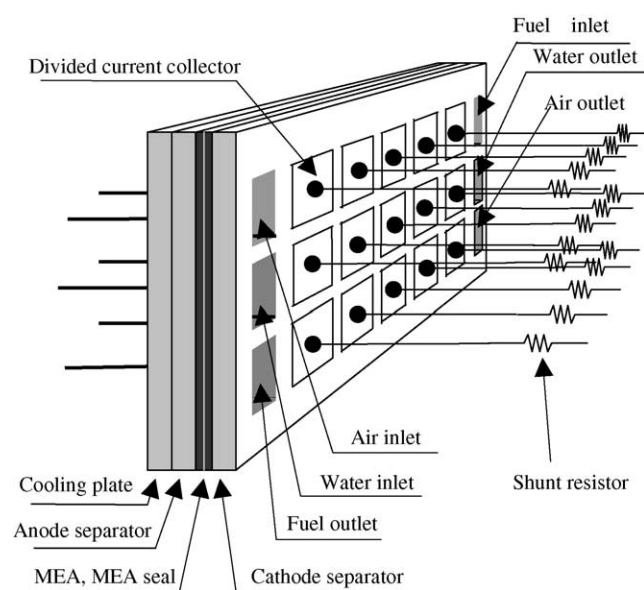 Fuel inlet
Water outlet
Divided current collector
Air outlet
Air inlet
Water inlet
Shunt resistor
Cooling plate
Fuel outlet
Anode separator
MEA, MEA seal
Cathode separator